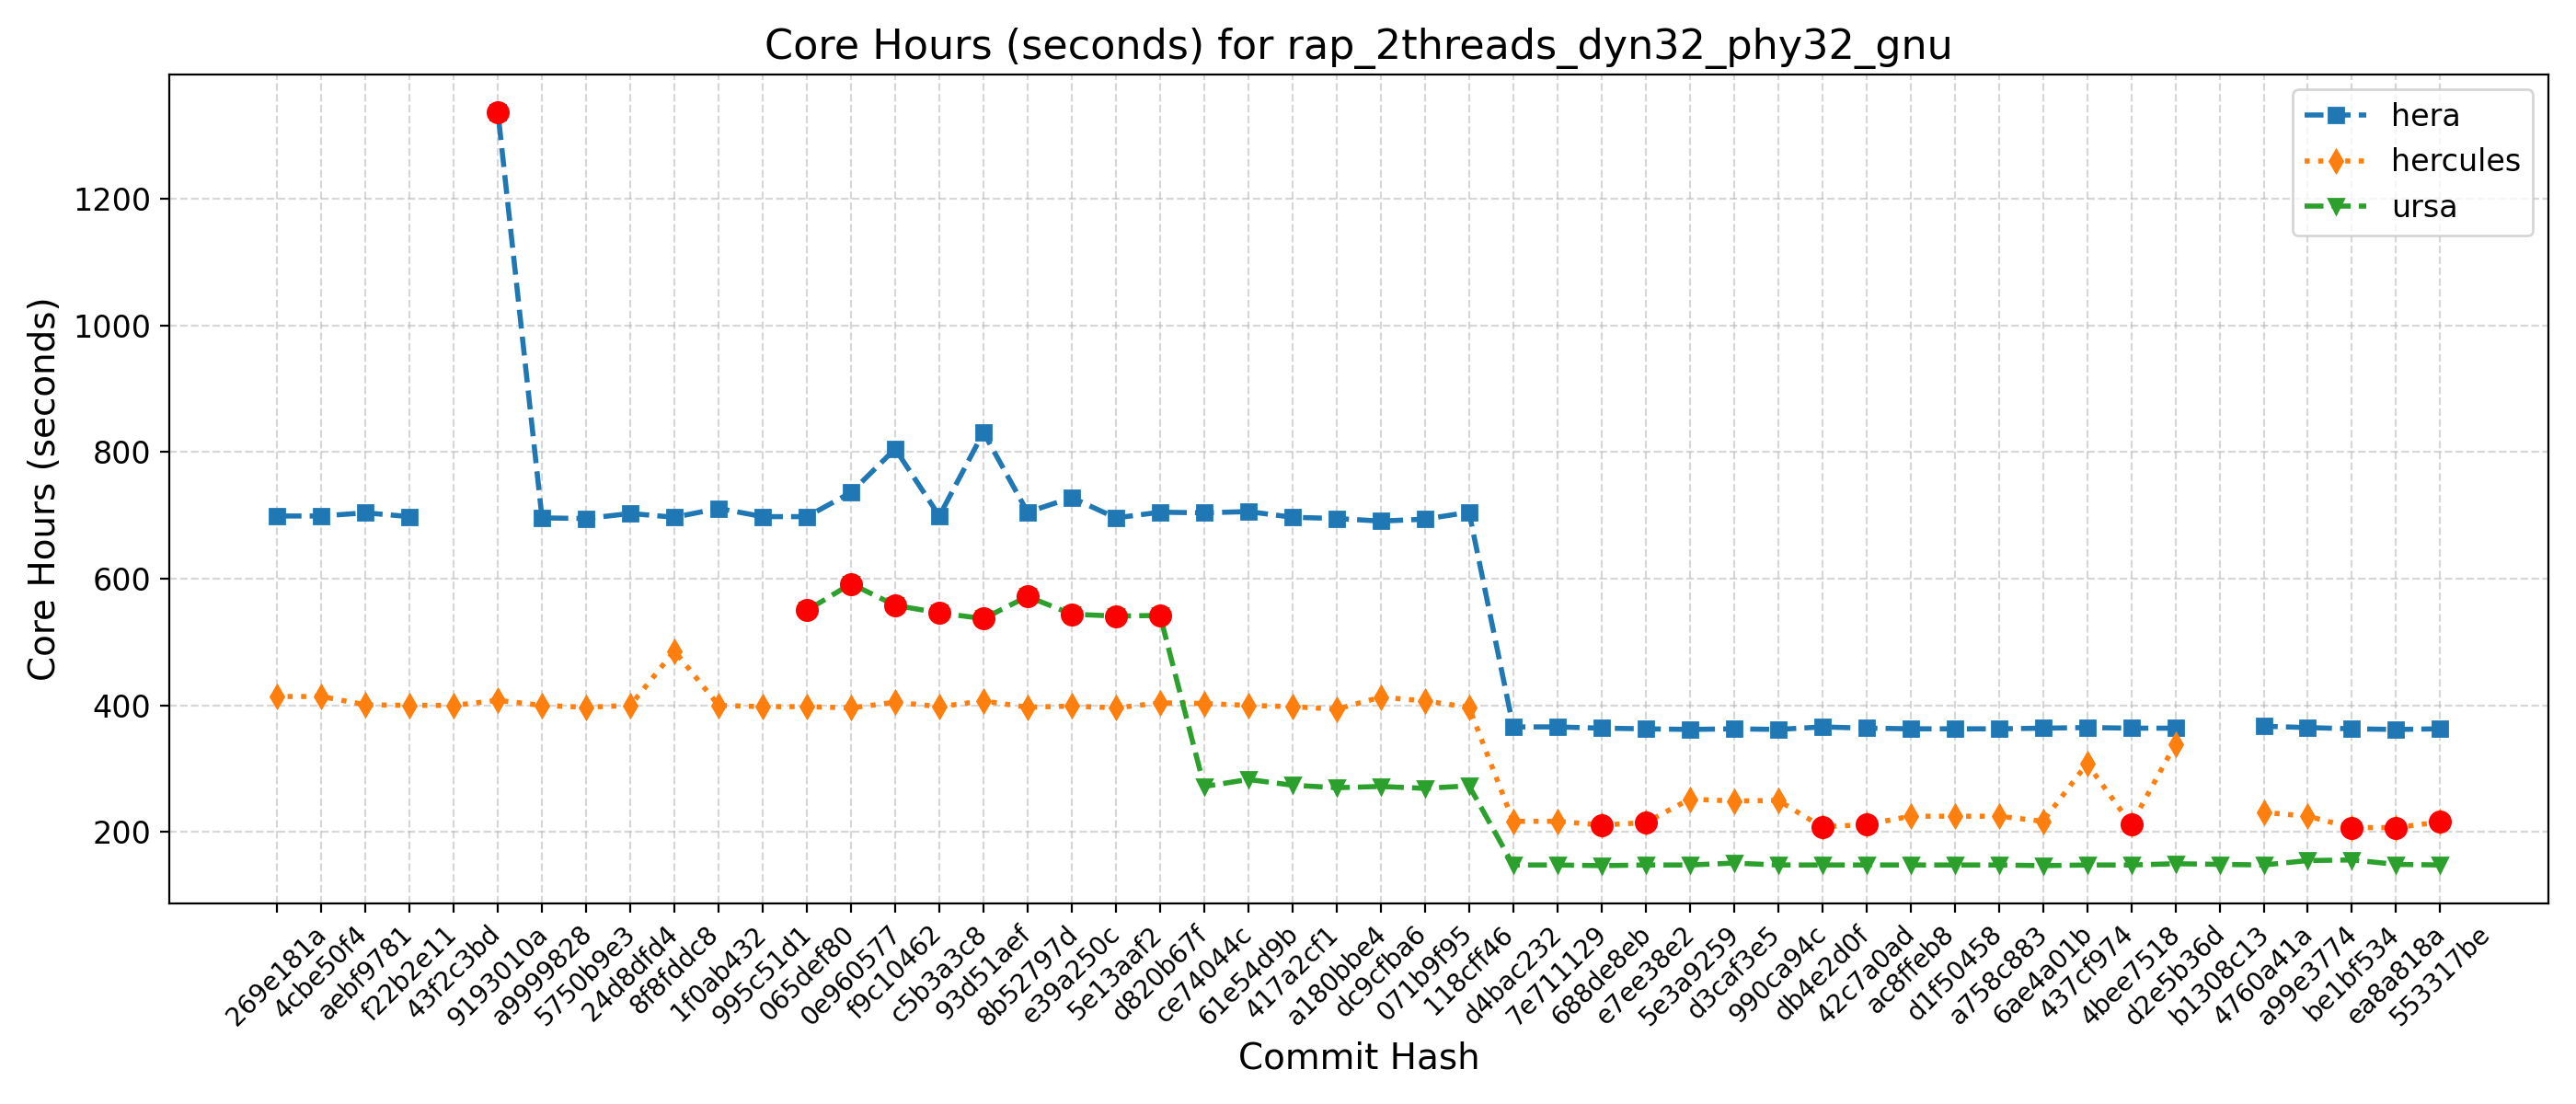 Core Hours (seconds) for rap_2threads_dyn32_phy32_gnu
hera
hercules
ursa
Core Hours (seconds)
1200
1000
800
600
400
200
269e181a
4cbe50f4
aebf9781
f22b2e11
43f2c3bd
9193010a
a9999828
5750b9e3
24d8dfd4
8f8fddc8
1f0ab432
995c51d1
065def80
0e960577
f9c10462
c5b3a3c8
93d51aef
8b52797d
e39a250c
5e13aaf2
d820b67f
ce74044c
61e54d9b
417a2cf1
a180bbe4
dc9cfba6
071b9f95
118cff46
d4bac232
7e711129
688de8eb
e7ee38e2
5e3a9259
d3caf3e5
990ca94c
db4e2d0f
42c7a0ad
ac8ffeb8
d1f50458
a758c883
6ae4a01b
437cf974
4bee7518
d2e5b36d
b1308c13
4760a41a
a99e3774
be1bf534
ea8a818a
553317be
Commit Hash